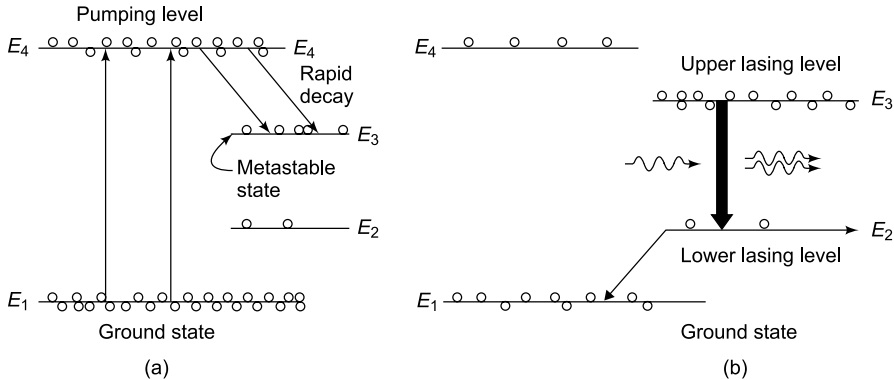 Pumping level
E4
E4
Rapid
decay
E3
Metastable
state
E2
E1
Ground state
(a)
E4
Upper lasing level
E3
E2
Lower lasing level
E1
Ground state
(b)